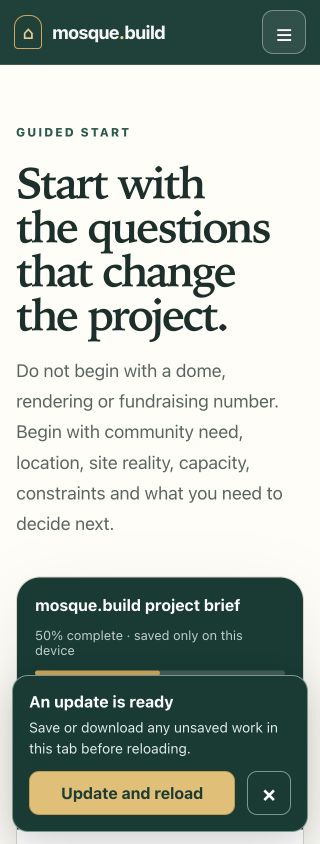 mosque.build
GUIDED START
Start with
the questions
that change
the project.
Do not begin with a dome,
rendering or fundraising number.
Begin with community need,
location, site reality, capacity,
constraints and what you need to
decide next.
mosque.build project brief
50% complete · saved only on this
device
An update is ready
Save or download any unsaved work in
this tab before reloading.
Update and reload
×